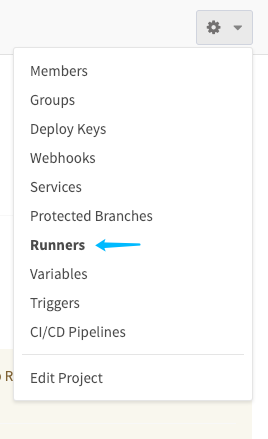 Members
Groups
Deploy Keys
Webhooks
Services
Protected Branches
Runners
Variables
Triggers
CI/CD Pipelines
R
Edit Project